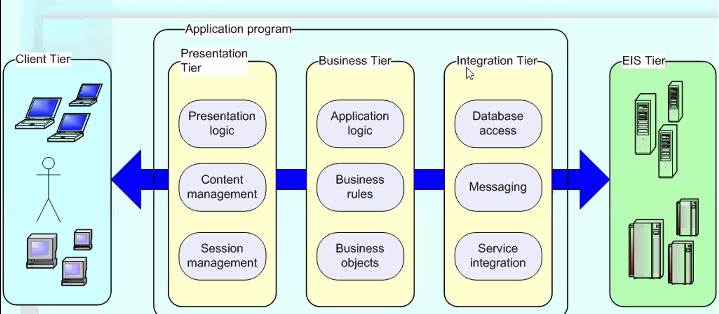 Application program
Client Tier
Presentation
Tier
Business Tier
Integration Tier
EIS Tier
Presentation
logic
Application
logic
Database
access
Content
management
Business
rules
Messaging
Session
management
Business
objects
Service
integration